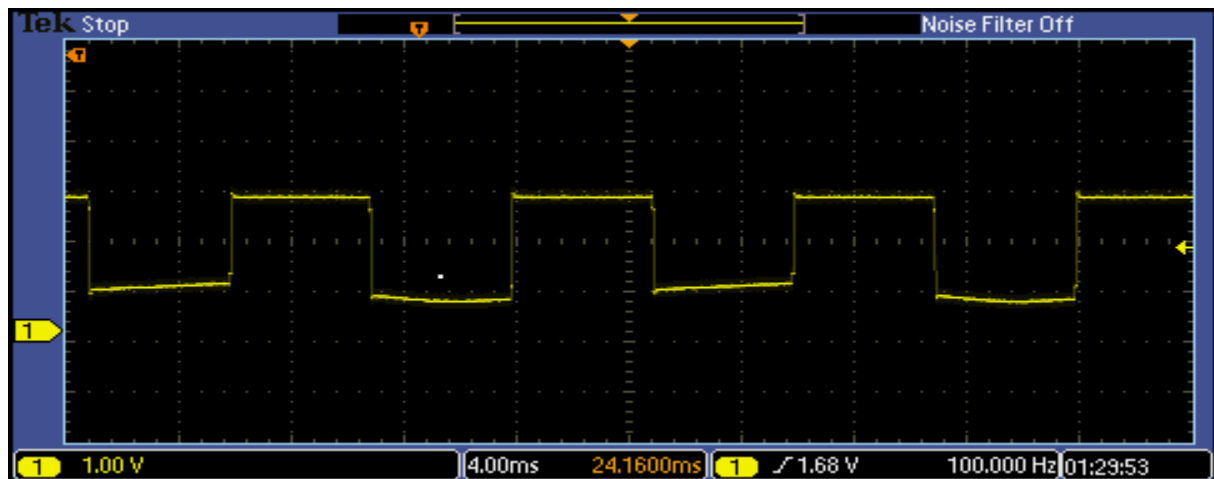 Tek Stop Noise Filter Off
T
T
1
1 1.00 V 4.00ms 24.1600ms 1 1.68 V 100.000 Hz 01:29:53